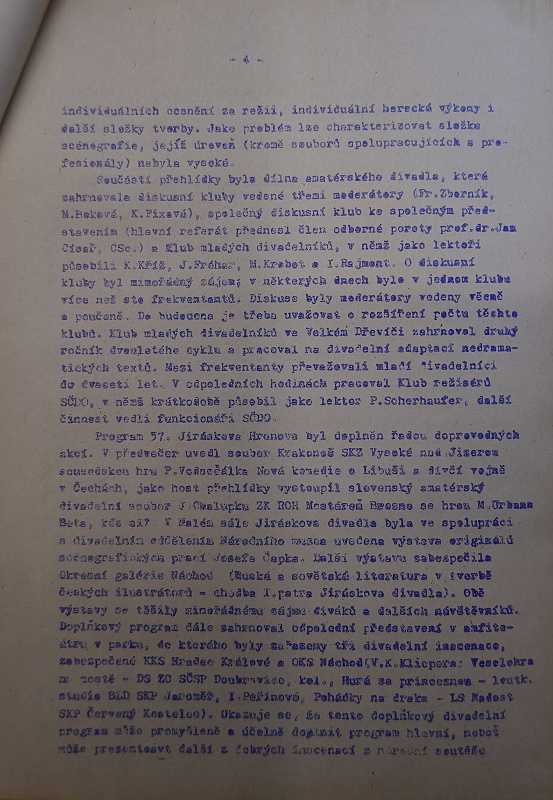 - 4 -
individuálních ocenění za režii, individuální herecké výkony i
další složky tvorby. Jako problém lze charakterizovat složku
scénografie, jejíž úroveň (kromě souborů spolupracujících s pro-
fesionály) nebyla vysoká.
Součástí přehlídky byla dílna amatérského divadla, která
zahrnovala diskusní kluby vedené třemi moderátory (Fr.Zborník,
M.Boková, K.Fixová), společný diskusní klub ke společným před-
stavením (hlavní referát přednesl člen odborné poroty prof.dr.Jan
Císař, CSc.) a Klub mladých divadelníků, v němž jako lektoři
působili K.Kříž, J.Fréhar, M.Krobot a I.Rajmont. O diskusní
kluby byl mimořádný zájem; v některých dnech bylo v jednom klubu
více než sto frekventantů. Diskuse byly moderátory vedeny věcně
a poučeně. Do budoucna je třeba uvažovat o rozšíření počtu těchto
klubů. Klub mladých divadelníků ve Velkém Dřevíči zahrnoval druhý
ročník dvouletého cyklu a pracoval na divadelní adaptaci nedrama-
tických textů. Mezi frekventanty převažovali mladí divadelníci
do dvaceti let. V odpoledních hodinách pracoval Klub režisérů
SČDO, v němž krátkodobě působil jako lektor P.Scherhaufer, další
činnost vedli funkcionáři SČDO.
Program 57. Jiráskova Hronova byl doplněn řadou doprovodných
akcí. V předvečer uvedl soubor Krakonoš SKZ Vysoké nad Jizerou
sousedskou hru P.Vodseďálka Nová komedie o Libuši a dívčí vojně
v Čechách, jako host přehlídky vystoupil slovenský amatérský
divadelní soubor J.Chalupku ZK ROH Mostáreň Brezno se hrou M.Urbana
Beta, kde si? V Malém sále Jiráskova divadla byla ve spolupráci
s divadelním oddělením Národního muzea uvedena výstava originálů
scénografických prací Josefa Čapka. Další výstavu zabezpečila
Okresní galérie Náchod (Ruská a sovětská literatura v tvorbě
českých ilustrátorů - chodba I.patra Jiráskova divadla). Obě
výstavy se těšily mimořádnému zájmu diváků a dalších návštěvníků.
Doplňkový program dále zahrnoval odpolední představení v amfite-
átru v parku, do kterého byly zařazeny tři divadelní inscenace,
zabezpečené KKS Hradec Králové a OKS Náchod(V.K.Klicpera: Veselohra
na mostě - DS ZO SČSP Doubravice, kol., Hurá za princeznou - loutk.
studio BLD SKP Jaroměř, I.Peřinová, Pohádky na draka - LS Radost
SKP Červený Kostelec). Ukazuje se, že tento doplňkový divadelní
program může promyšleně a účelně doplnit program hlavní, neboť
může presentovat další z dobrých inscenací z národní soutěže